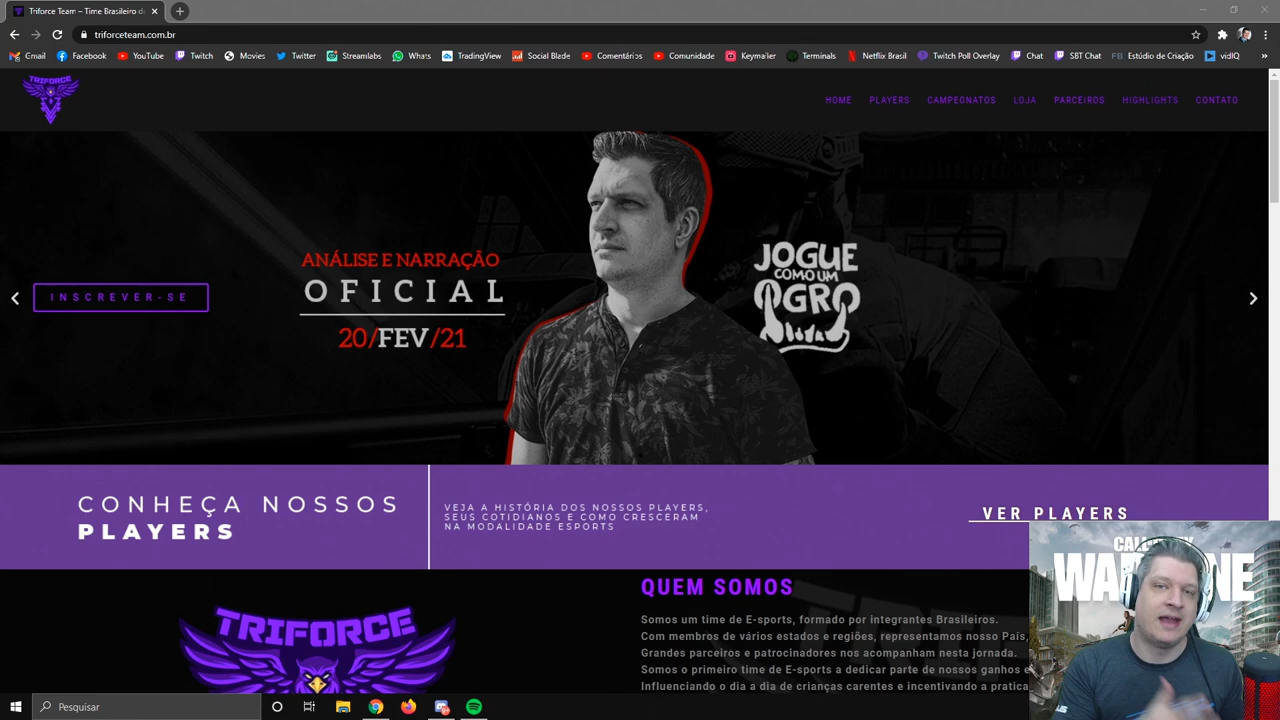 Triforce Team – Time Brasileiro d
triforceteam.com.br
Gmail
Facebook
YouTube
Twitch
Movies
Twitter
Streamlabs
Whats
TradingView
Social Blade
Comentários
Comunidade
Keymailer
Terminals
Netflix Brasil
Twitch Poll Overlay
Chat
SBT Chat
Estúdio de Criação
vidIQ
TRIFORCE
HOME
PLAYERS
CAMPEONATOS
LOJA
PARCEIROS
HIGHLIGHTS
CONTATO
INSCREVER-SE
ANÁLISE E NARRAÇÃO
OFICIAL
20/FEV/21
JOGUE
COMO UM
OGRO
CONHEÇA NOSSOS
PLAYERS
VEJA A HISTÓRIA DOS NOSSOS PLAYERS,
SEUS COTIDIANOS E COMO CRESCERAM
NA MODALIDADE ESPORTS
VER PLAYERS
TRIFORCE
QUEM SOMOS
Somos um time de E-sports, formado por integrantes Brasileiros.
Com membros de vários estados e regiões, representamos nosso País,
Grandes parceiros e patrocinadores nos acompanham nesta jornada.
Somos o primeiro time de E-sports a dedicar parte de nossos ganhos e
Influenciando o dia a dia de crianças carentes e incentivando a pratica
Pesquisar